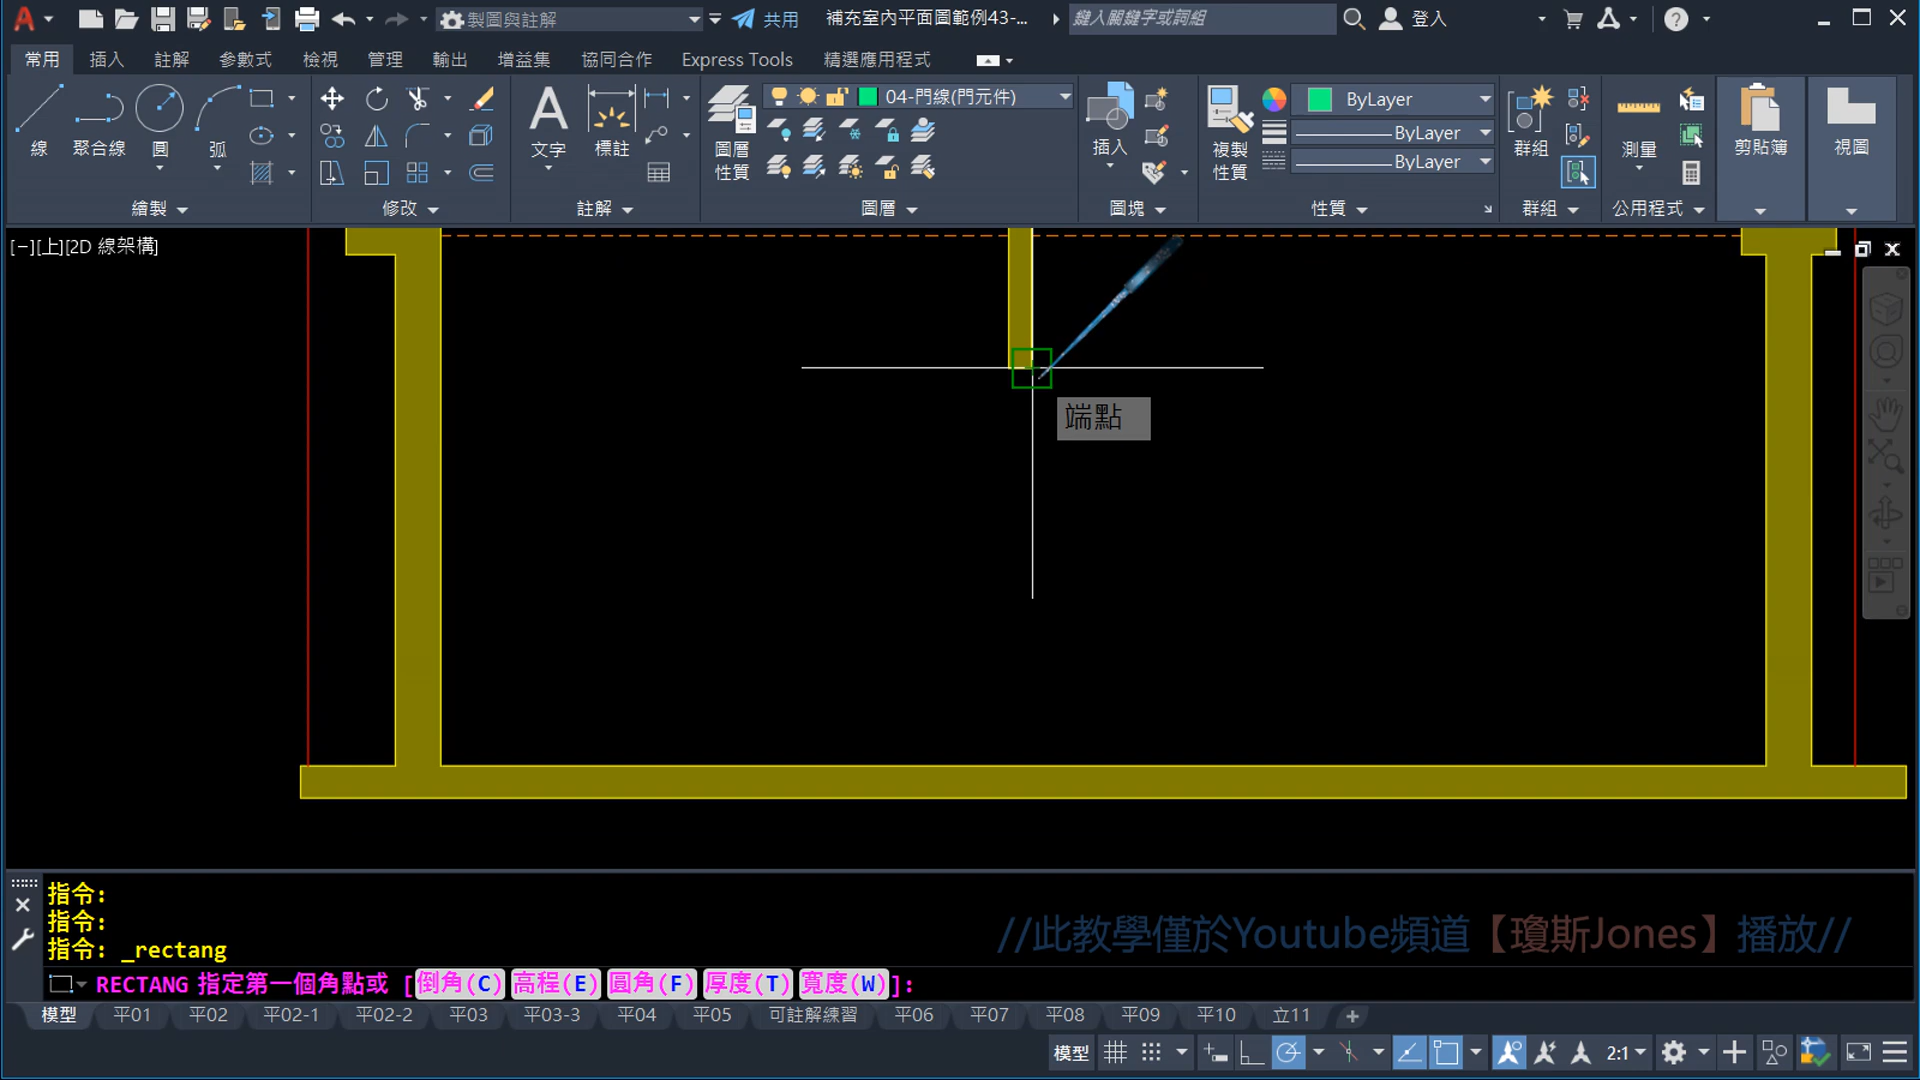 製圖與註解
共用
補充室內平面圖範例43-...
鍵入關鍵字或詞組
登入
常用 插入 註解 參數式 檢視 管理 輸出 增益集 協同合作 Express Tools 精選應用程式
線
聚合線
圓
弧
繪製
修改
文字
標註
註解
圖層
性質
04-門線(門元件)
圖層
插入
圖塊
複製
性質
ByLayer
ByLayer
ByLayer
性質
群組
群組
測量
公用程式
剪貼簿
視圖
[−][上][2D 線架構]
端點
指令:
指令:
指令: _rectang
//此教學僅於Youtube頻道【瓊斯Jones】播放//
RECTANG 指定第一個角點或 [倒角(C) 高程(E) 圓角(F) 厚度(T) 寬度(W)]:
模型 平01 平02 平02-1 平02-2 平03 平03-3 平04 平05 可註解練習 平06 平07 平08 平09 平10 立11
模型
2:1